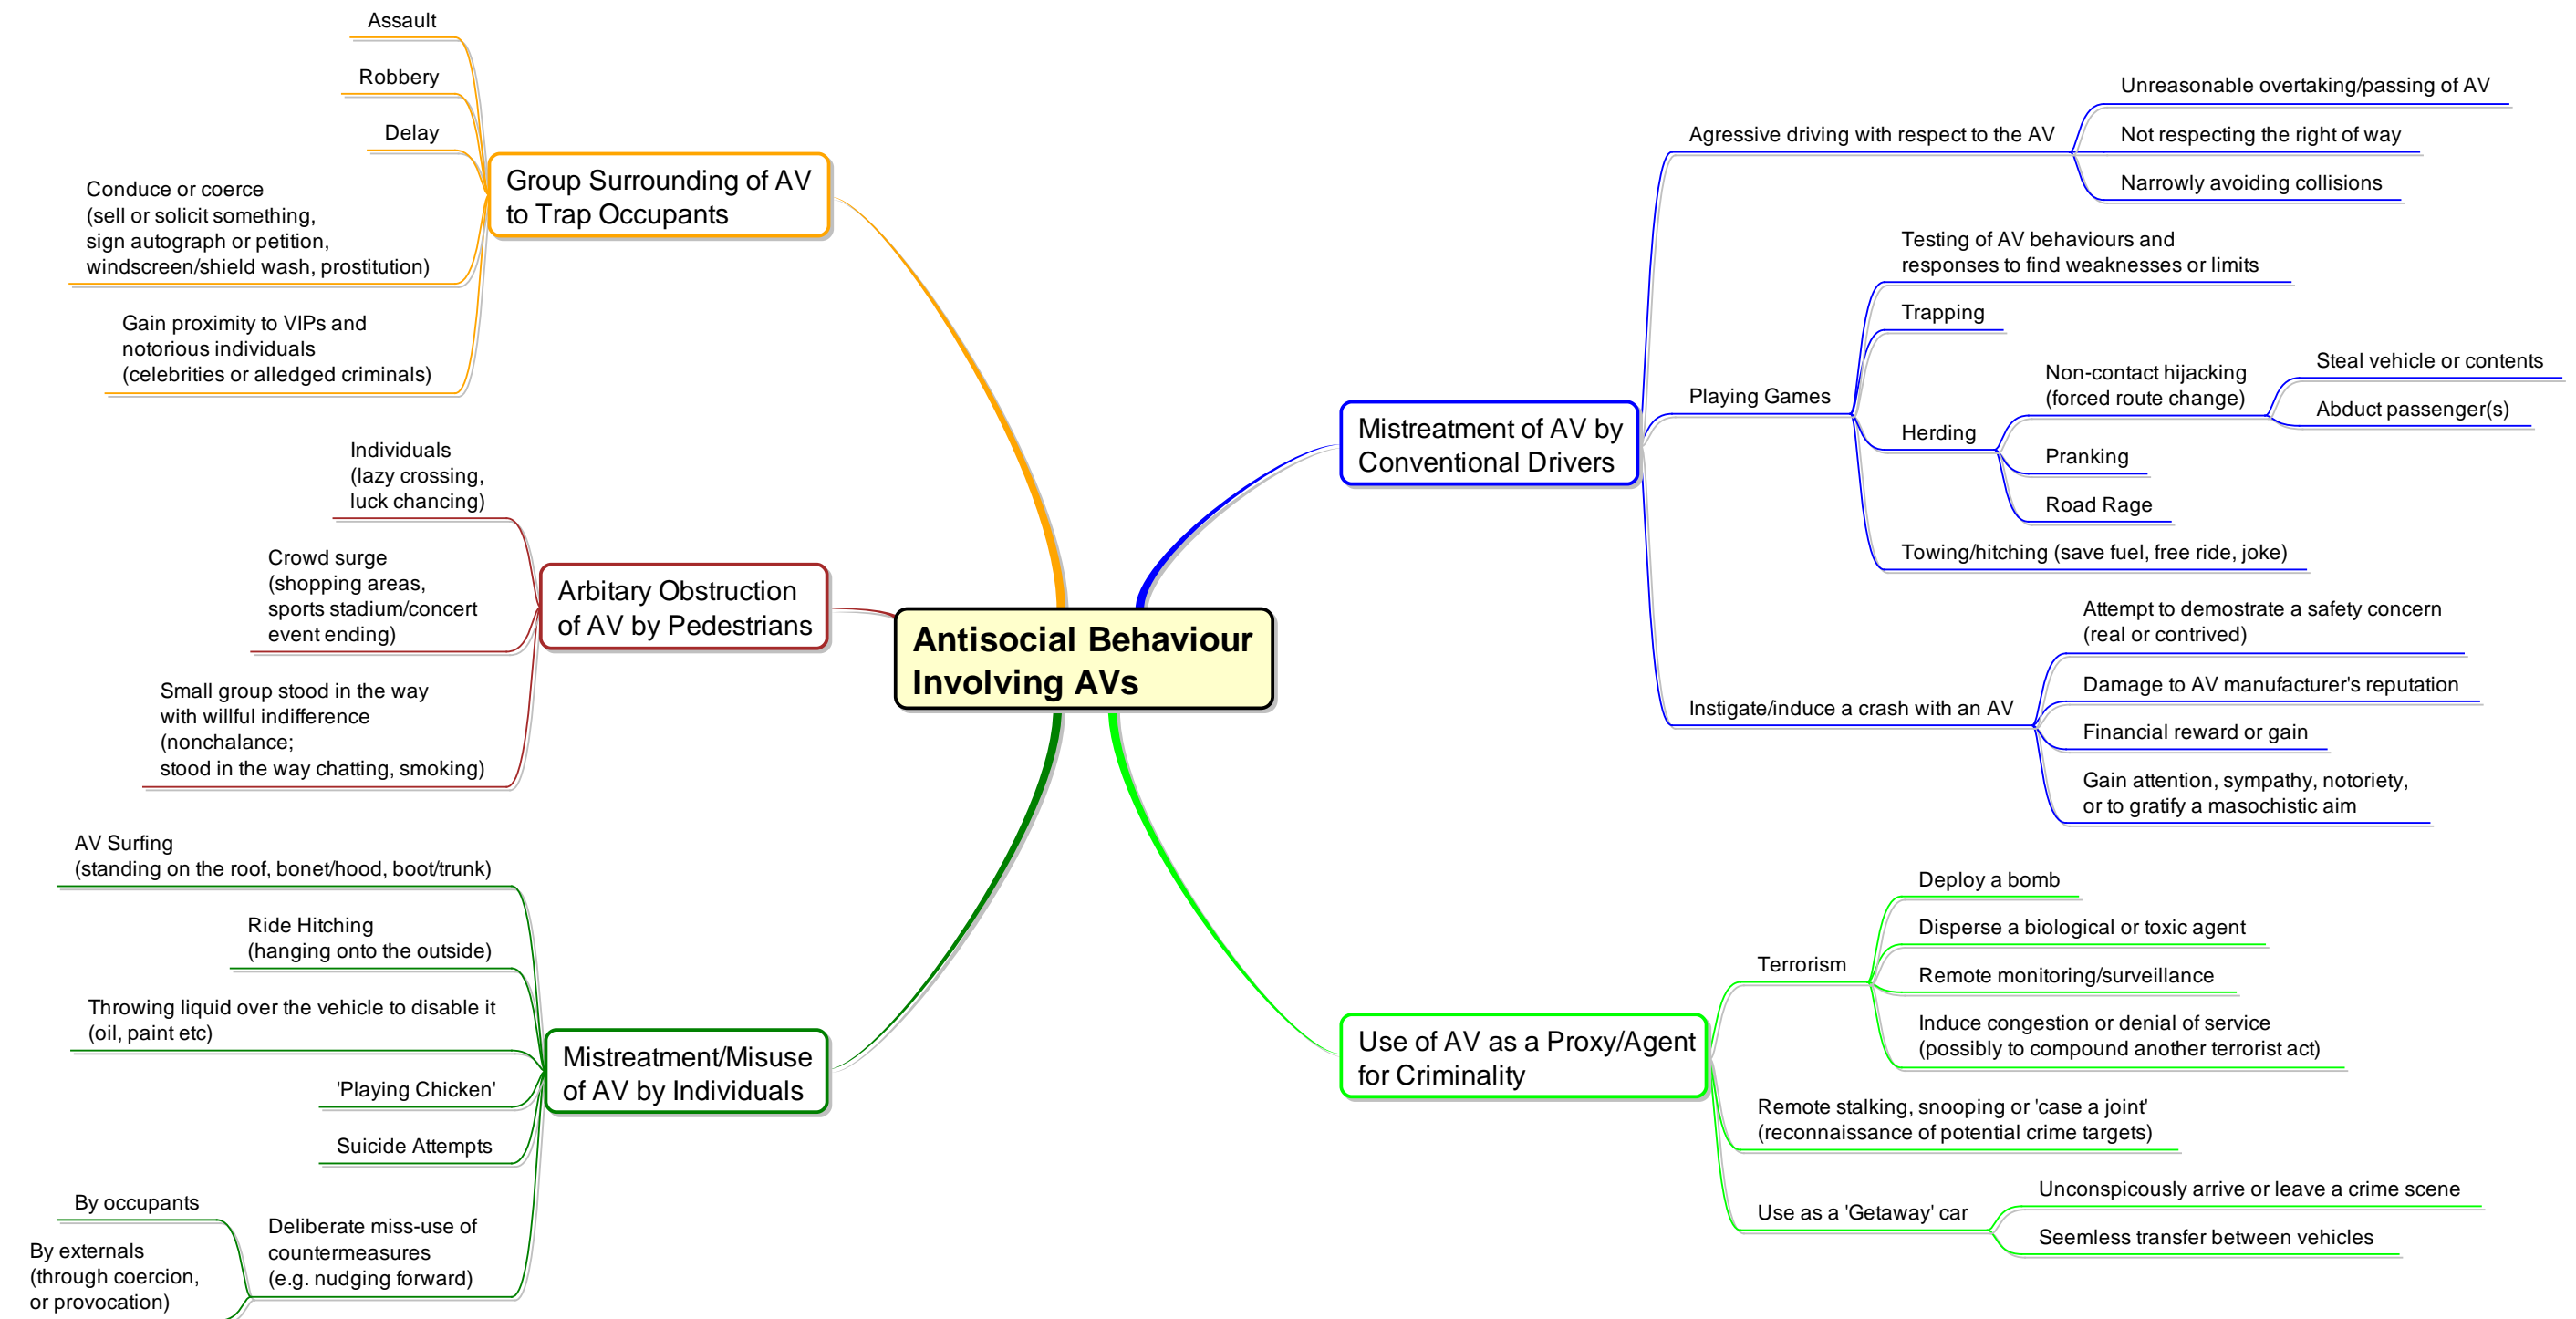 Antisocial Behaviour
Involving AVs
Group Surrounding of AV
to Trap Occupants
Assault
Robbery
Delay
Conduce or coerce
(sell or solicit something,
sign autograph or petition,
windscreen/shield wash, prostitution)
Gain proximity to VIPs and
notorious individuals
(celebrities or alledged criminals)
Arbitary Obstruction
of AV by Pedestrians
Individuals
(lazy crossing,
luck chancing)
Crowd surge
(shopping areas,
sports stadium/concert
event ending)
Small group stood in the way
with willful indifference
(nonchalance;
stood in the way chatting, smoking)
Mistreatment/Misuse
of AV by Individuals
AV Surfing
(standing on the roof, bonet/hood, boot/trunk)
Ride Hitching
(hanging onto the outside)
Throwing liquid over the vehicle to disable it
(oil, paint etc)
'Playing Chicken'
Suicide Attempts
Deliberate miss-use of
countermeasures
(e.g. nudging forward)
By occupants
By externals
(through coercion,
or provocation)
Mistreatment of AV by
Conventional Drivers
Agressive driving with respect to the AV
Unreasonable overtaking/passing of AV
Not respecting the right of way
Narrowly avoiding collisions
Playing Games
Testing of AV behaviours and
responses to find weaknesses or limits
Trapping
Herding
Non-contact hijacking
(forced route change)
Steal vehicle or contents
Abduct passenger(s)
Pranking
Road Rage
Towing/hitching (save fuel, free ride, joke)
Instigate/induce a crash with an AV
Attempt to demostrate a safety concern
(real or contrived)
Damage to AV manufacturer's reputation
Financial reward or gain
Gain attention, sympathy, notoriety,
or to gratify a masochistic aim
Use of AV as a Proxy/Agent
for Criminality
Terrorism
Deploy a bomb
Disperse a biological or toxic agent
Remote monitoring/surveillance
Induce congestion or denial of service
(possibly to compound another terrorist act)
Remote stalking, snooping or 'case a joint'
(reconnaissance of potential crime targets)
Use as a 'Getaway' car
Unconspicously arrive or leave a crime scene
Seemless transfer between vehicles